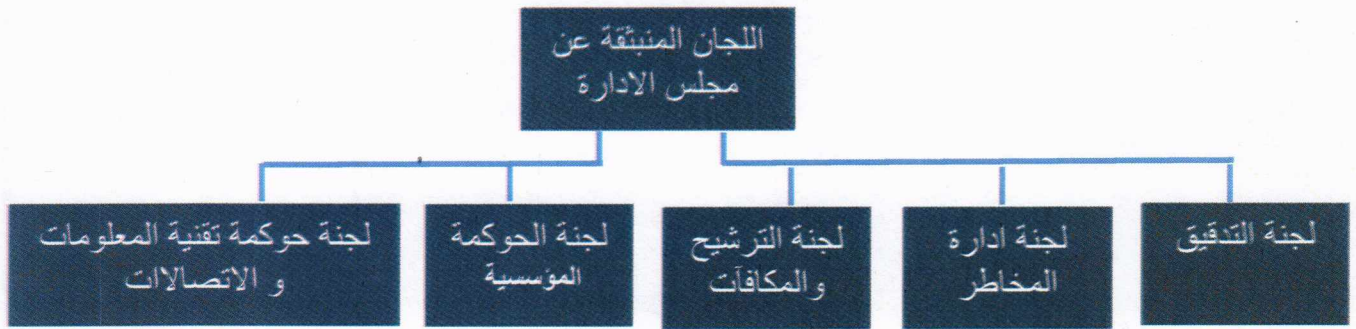 اللجان المنبثقة عن
مجلس الادارة
لجنة التدقيق
لجنة ادارة
المخاطر
لجنة الترشيح
والمكافآت
لجنة الحوكمة
المؤسسية
لجنة حوكمة تقنية المعلومات
و الاتصالاات